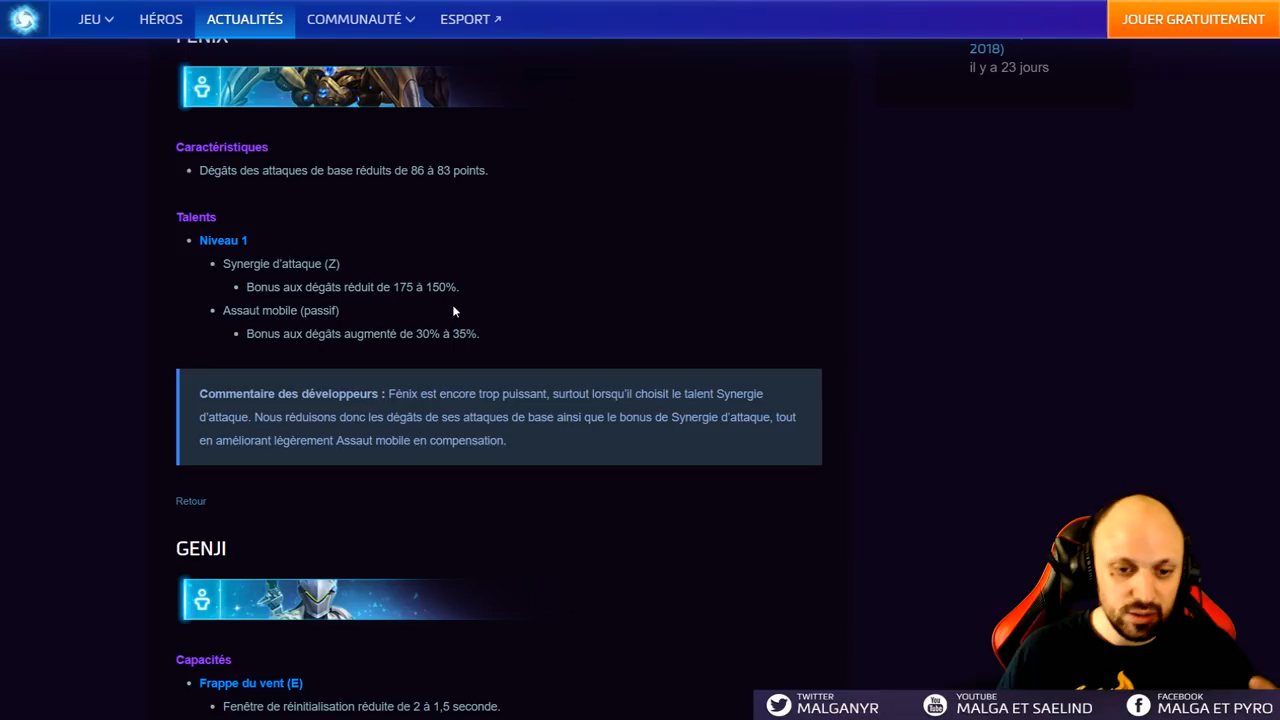 JEU HÉROS ACTUALITÉS COMMUNAUTÉ ESPORT JOUER GRATUITEMENT
FÉNIX
2018)
il y a 23 jours
Caractéristiques
Dégâts des attaques de base réduits de 86 à 83 points.
Talents
Niveau 1
Synergie d'attaque (Z)
Bonus aux dégâts réduit de 175 à 150%.
Assaut mobile (passif)
Bonus aux dégâts augmenté de 30% à 35%.
Commentaire des développeurs : Fénix est encore trop puissant, surtout lorsqu'il choisit le talent Synergie
d'attaque. Nous réduisons donc les dégâts de ses attaques de base ainsi que le bonus de Synergie d'attaque, tout
en améliorant légèrement Assaut mobile en compensation.
Retour
GENJI
Capacités
Frappe du vent (E)
Fenêtre de réinitialisation réduite de 2 à 1,5 seconde.
TWITTER
MALGANYR
YOUTUBE
MALGA ET SAELIND
FACEBOOK
MALGA ET PYRO